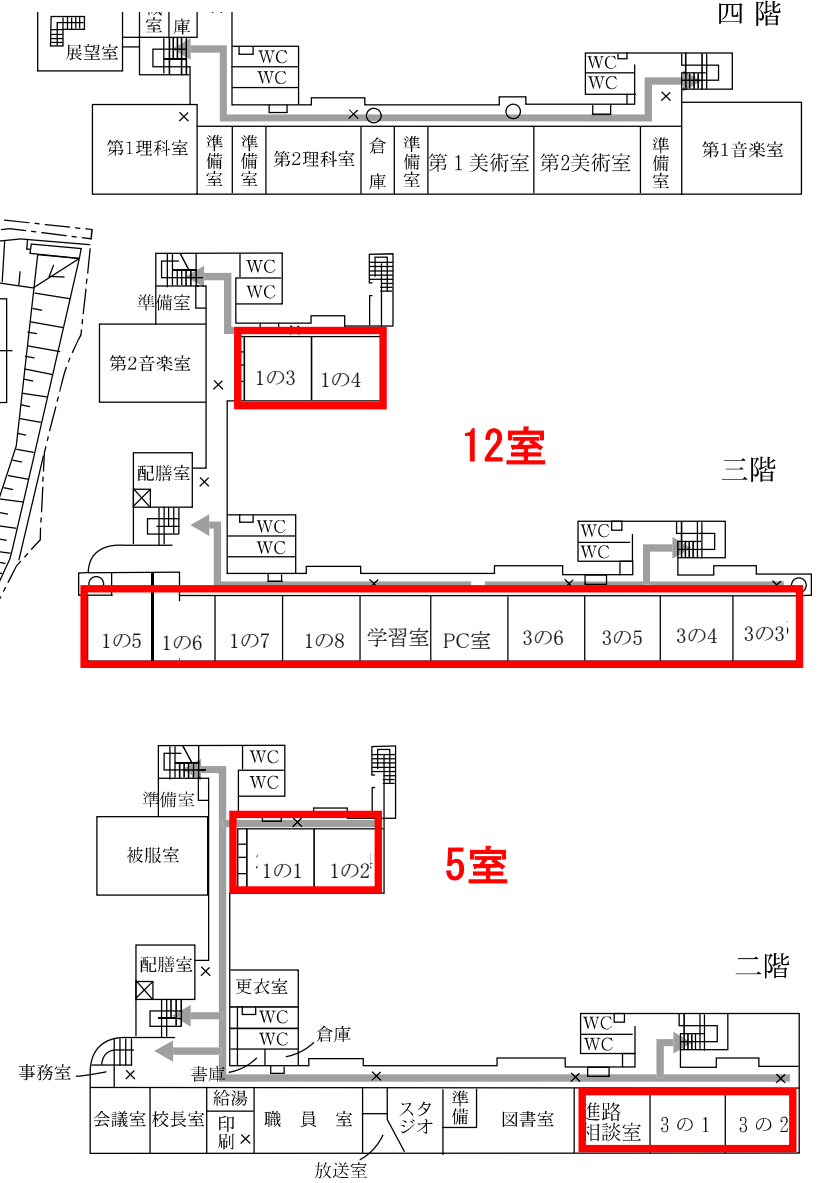 四 階
室
庫
展望室
WC
WC
WC
WC
第1理科室
準備室
準備室
第2理科室
倉庫
準備室
第１美術室
第2美術室
準備室
第1音楽室
WC
WC
準備室
第2音楽室
1の3
1の4
12室
三階
配膳室
WC
WC
WC
WC
1の5
1の6
1の7
1の8
学習室
PC室
3の6
3の5
3の4
3の3
WC
WC
準備室
被服室
1の1
1の2
5室
二階
配膳室
更衣室
WC
WC
倉庫
書庫
WC
WC
事務室
会議室
校長室
給湯
印刷
職 員 室
スタジオ
準備
図書室
進路
相談室
3 の 1
3 の 2
放送室